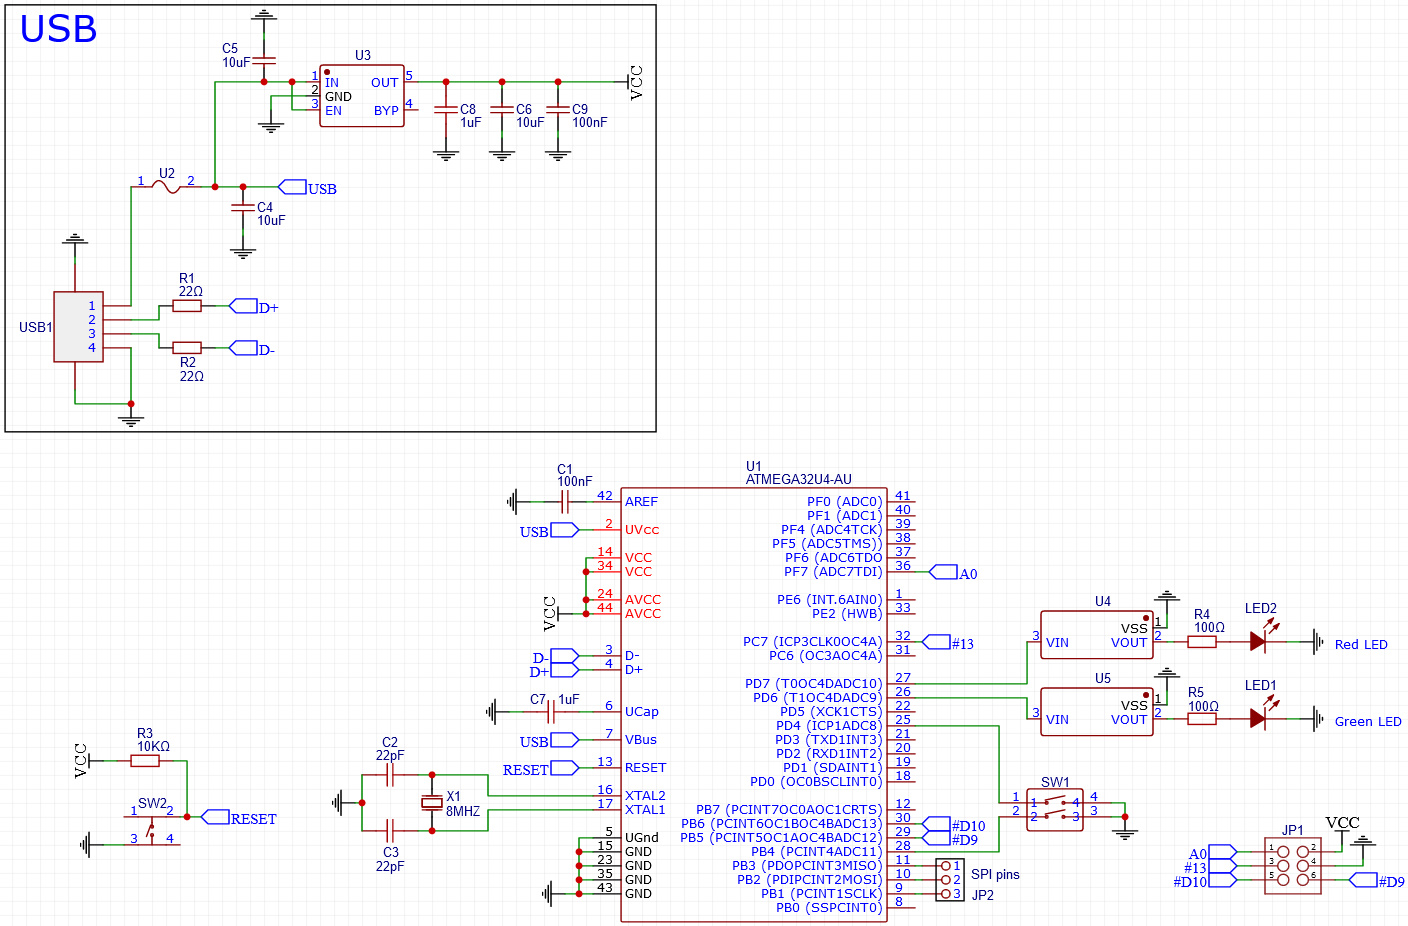 USB
C5
10uF
U3
1 IN OUT 5
2 GND
3 EN BYP 4
VCC
C8
1uF
C6
10uF
C9
100nF
U2
1 2
USB
C4
10uF
R1
22Ω
D+
USB1
1
2
3
4
D-
R2
22Ω
U1
ATMEGA32U4-AU
C1
100nF
42 AREF
USB 2 UVcc
14 VCC
34 VCC
24 AVCC
VCC 44 AVCC
D- 3 D-
D+ 4 D+
C7 1uF 6 UCap
USB 7 VBus
RESET 13 RESET
16 XTAL2
17 XTAL1
5 UGnd
15 GND
23 GND
35 GND
43 GND
PF0 (ADC0) 41
PF1 (ADC1) 40
PF4 (ADC4TCK) 39
PF5 (ADC5TMS)) 38
PF6 (ADC6TDO 37
PF7 (ADC7TDI) 36 A0
PE6 (INT.6AIN0) 1
PE2 (HWB) 33
PC7 (ICP3CLK0OC4A) 32 #13
PC6 (OC3AOC4A) 31
PD7 (T0OC4DADC10) 27
PD6 (T1OC4DADC9) 26
PD5 (XCK1CTS) 22
PD4 (ICP1ADC8) 25
PD3 (TXD1INT3) 21
PD2 (RXD1INT2) 20
PD1 (SDAINT1) 19
PD0 (OC0BSCLINT0) 18
PB7 (PCINT7OC0AOC1CRTS) 12
PB6 (PCINT6OC1BOC4BADC13) 30 #D10
PB5 (PCINT5OC1AOC4BADC12) 29 #D9
PB4 (PCINT4ADC11) 28
PB3 (PDOPCINT3MISO) 11
PB2 (PDIPCINT2MOSI) 10
PB1 (PCINT1SCLK) 9
PB0 (SSPCINT0) 8
1
2
3
SPI pins
JP2
C2
22pF
X1
8MHZ
C3
22pF
VCC
R3
10KΩ
SW2
1 2
3 4
RESET
U4
3 VIN VSS 1
VOUT 2
R4
100Ω
LED2
Red LED
U5
3 VIN VSS 1
VOUT 2
R5
100Ω
LED1
Green LED
SW1
1 1 4 4
2 2 3 3
JP1
VCC
A0 1 2
#13 3 4
#D10 5 6 #D9